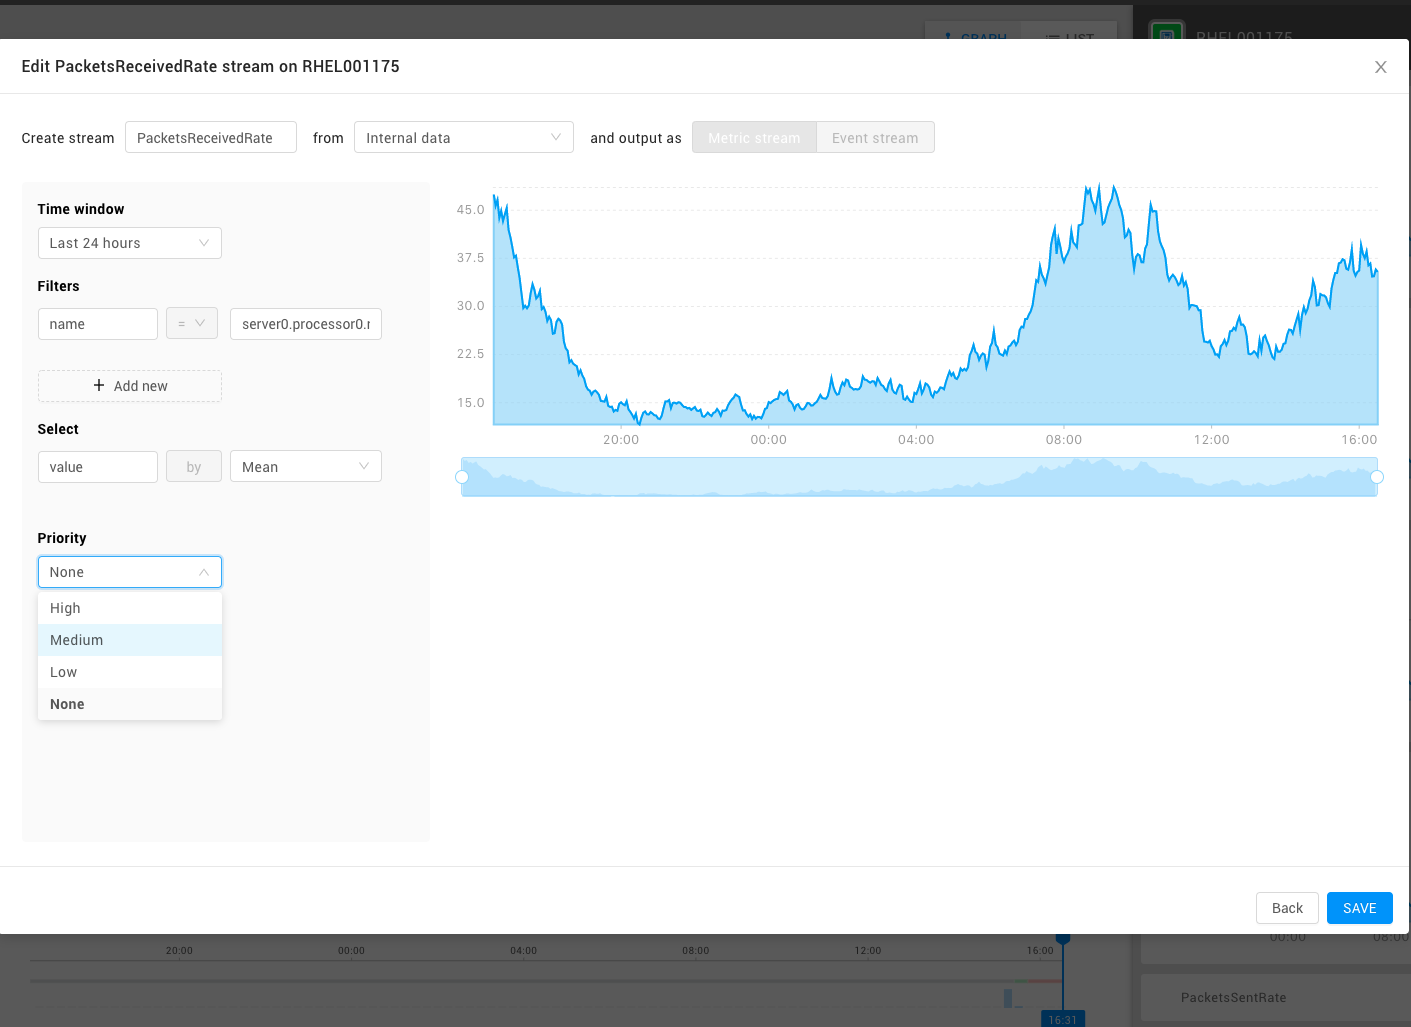 GRAPH LIST RHEL001175
Edit PacketsReceivedRate stream on RHEL001175
Create stream PacketsReceivedRate from Internal data and output as Metric stream Event stream
Time window
Last 24 hours
Filters
name = server0.processor0.r
+ Add new
Select
value by Mean
Priority
None
High
Medium
Low
None
45.0
37.5
30.0
22.5
15.0
20:00 00:00 04:00 08:00 12:00 16:00
Back SAVE
00:00 08:00
20:00 00:00 04:00 08:00 12:00 16:00
PacketsSentRate
16:31